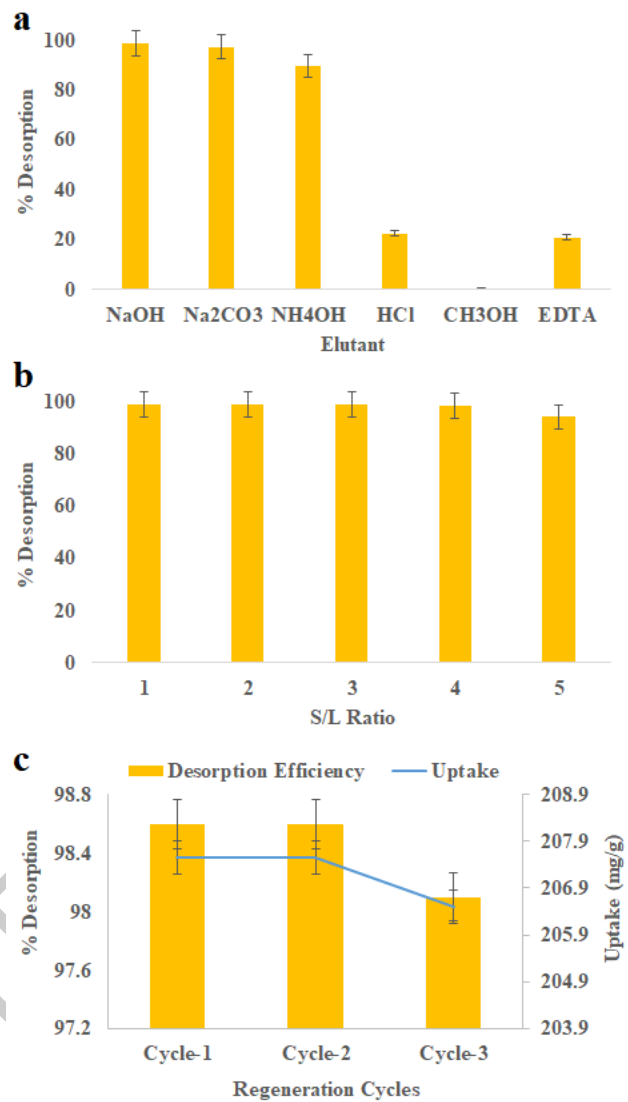 a
100
80
60
40
20
0
% Desorption
NaOH Na2CO3 NH4OH HCl CH3OH EDTA
Elutant
b
100
80
60
40
20
0
% Desorption
1 2 3 4 5
S/L Ratio
c
Desorption Efficiency Uptake
98.8 208.9
98.4 207.9
98 206.9
97.6 205.9
97.2 204.9
203.9
% Desorption
Uptake (mg/g)
Cycle-1 Cycle-2 Cycle-3
Regeneration Cycles